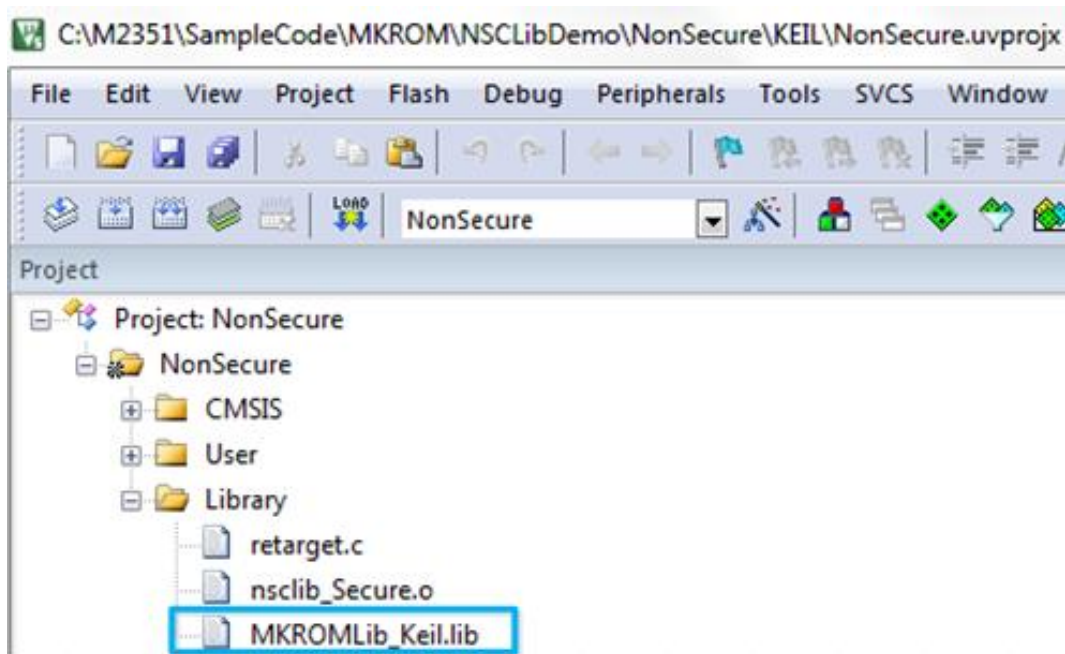 C:\M2351\SampleCode\MKROM\NSCLibDemo\NonSecure\KEIL\NonSecure.uvprojx
File Edit View Project Flash Debug Peripherals Tools SVCS Window
LOAD NonSecure
Project
Project: NonSecure
NonSecure
CMSIS
User
Library
retarget.c
nsclib_Secure.o
MKROMLib_Keil.lib